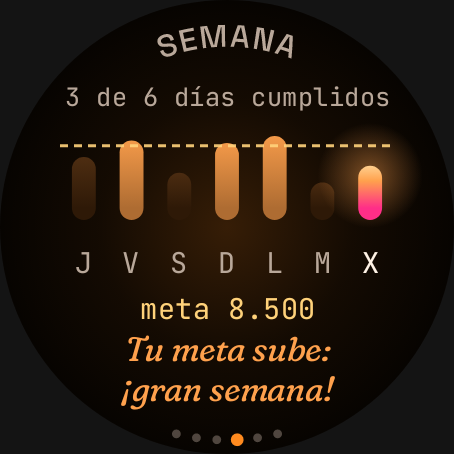 SEMANA
3 de 6 días cumplidos
J V S D L M X
meta 8.500
Tu meta sube:
¡gran semana!